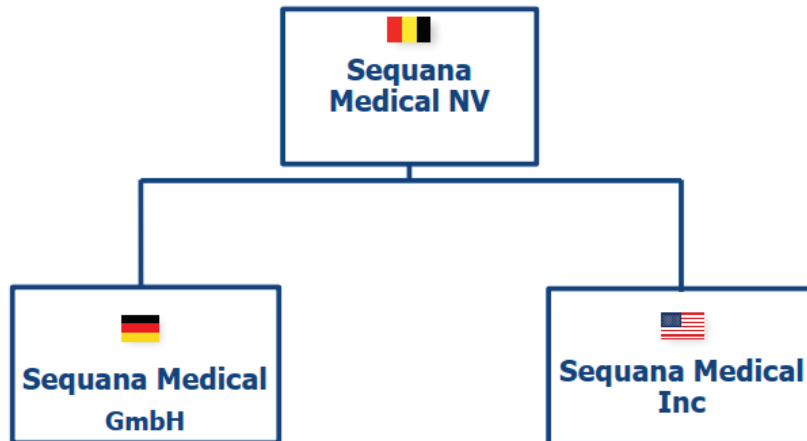 Sequana
Medical NV
Sequana Medical
GmbH
Sequana Medical
Inc